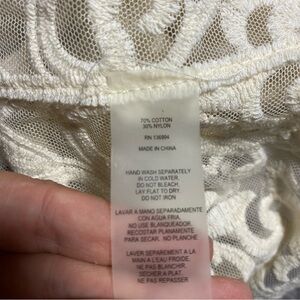 70% COTTON
30% NYLON
RN 136994
MADE IN CHINA
HAND WASH SEPARATELY
IN COLD WATER.
DO NOT BLEACH.
LAY FLAT TO DRY.
DO NOT IRON
LAVAR A MANO SEPARADAMENTE
CON AGUA FRIA.
NO USE BLANQUEADOR.
RECOSTAR PLANAMENTE
PARA SECAR. NO PLANCHE
LAVER SEPAREMENT A LA
MAIN A L'EAU FROIDE.
NE PAS BLANCHIR.
SECHER A PLAT.
NE PAS REPASSER